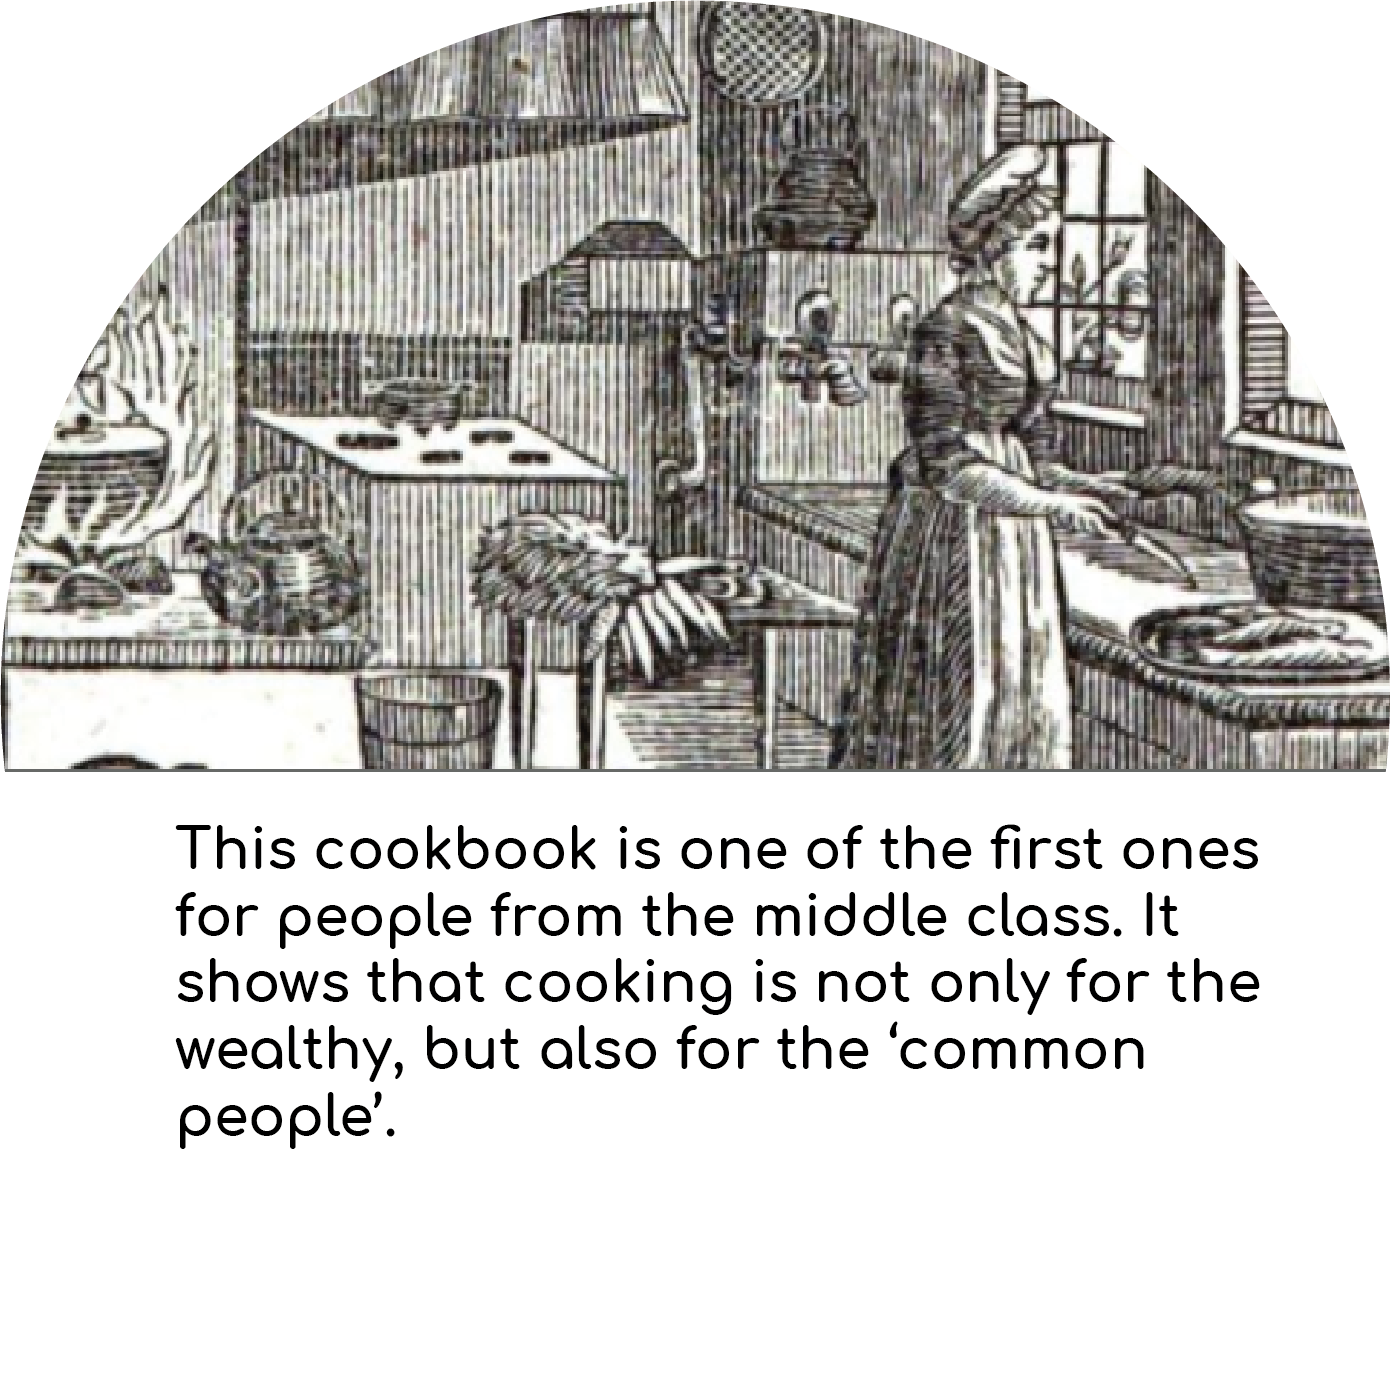 This cookbook is one of the first ones
for people from the middle class. It
shows that cooking is not only for the
wealthy, but also for the ‘common
people’.